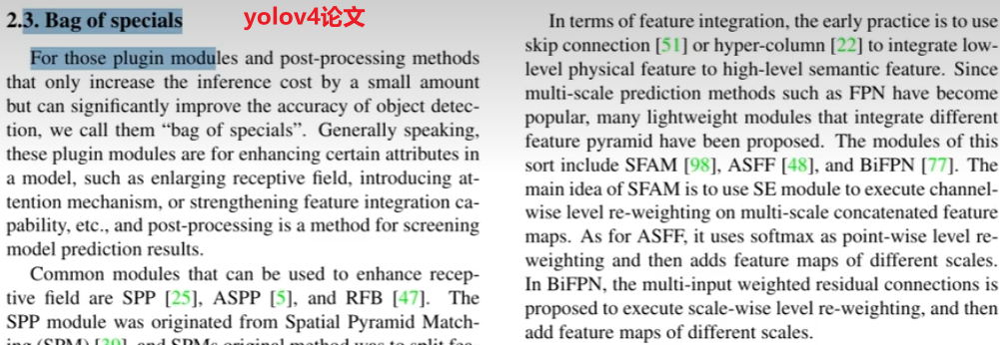 2.3. Bag of specials
yolov4论文
For those plugin modules and post-processing methods
that only increase the inference cost by a small amount
but can significantly improve the accuracy of object detec-
tion, we call them “bag of specials”. Generally speaking,
these plugin modules are for enhancing certain attributes in
a model, such as enlarging receptive field, introducing at-
tention mechanism, or strengthening feature integration ca-
pability, etc., and post-processing is a method for screening
model prediction results.
Common modules that can be used to enhance recep-
tive field are SPP [25], ASPP [5], and RFB [47]. The
SPP module was originated from Spatial Pyramid Match-
ing (SPM) [39], and SPMs original method was to split fea-
In terms of feature integration, the early practice is to use
skip connection [51] or hyper-column [22] to integrate low-
level physical feature to high-level semantic feature. Since
multi-scale prediction methods such as FPN have become
popular, many lightweight modules that integrate different
feature pyramid have been proposed. The modules of this
sort include SFAM [98], ASFF [48], and BiFPN [77]. The
main idea of SFAM is to use SE module to execute channel-
wise level re-weighting on multi-scale concatenated feature
maps. As for ASFF, it uses softmax as point-wise level re-
weighting and then adds feature maps of different scales.
In BiFPN, the multi-input weighted residual connections is
proposed to execute scale-wise level re-weighting, and then
add feature maps of different scales.